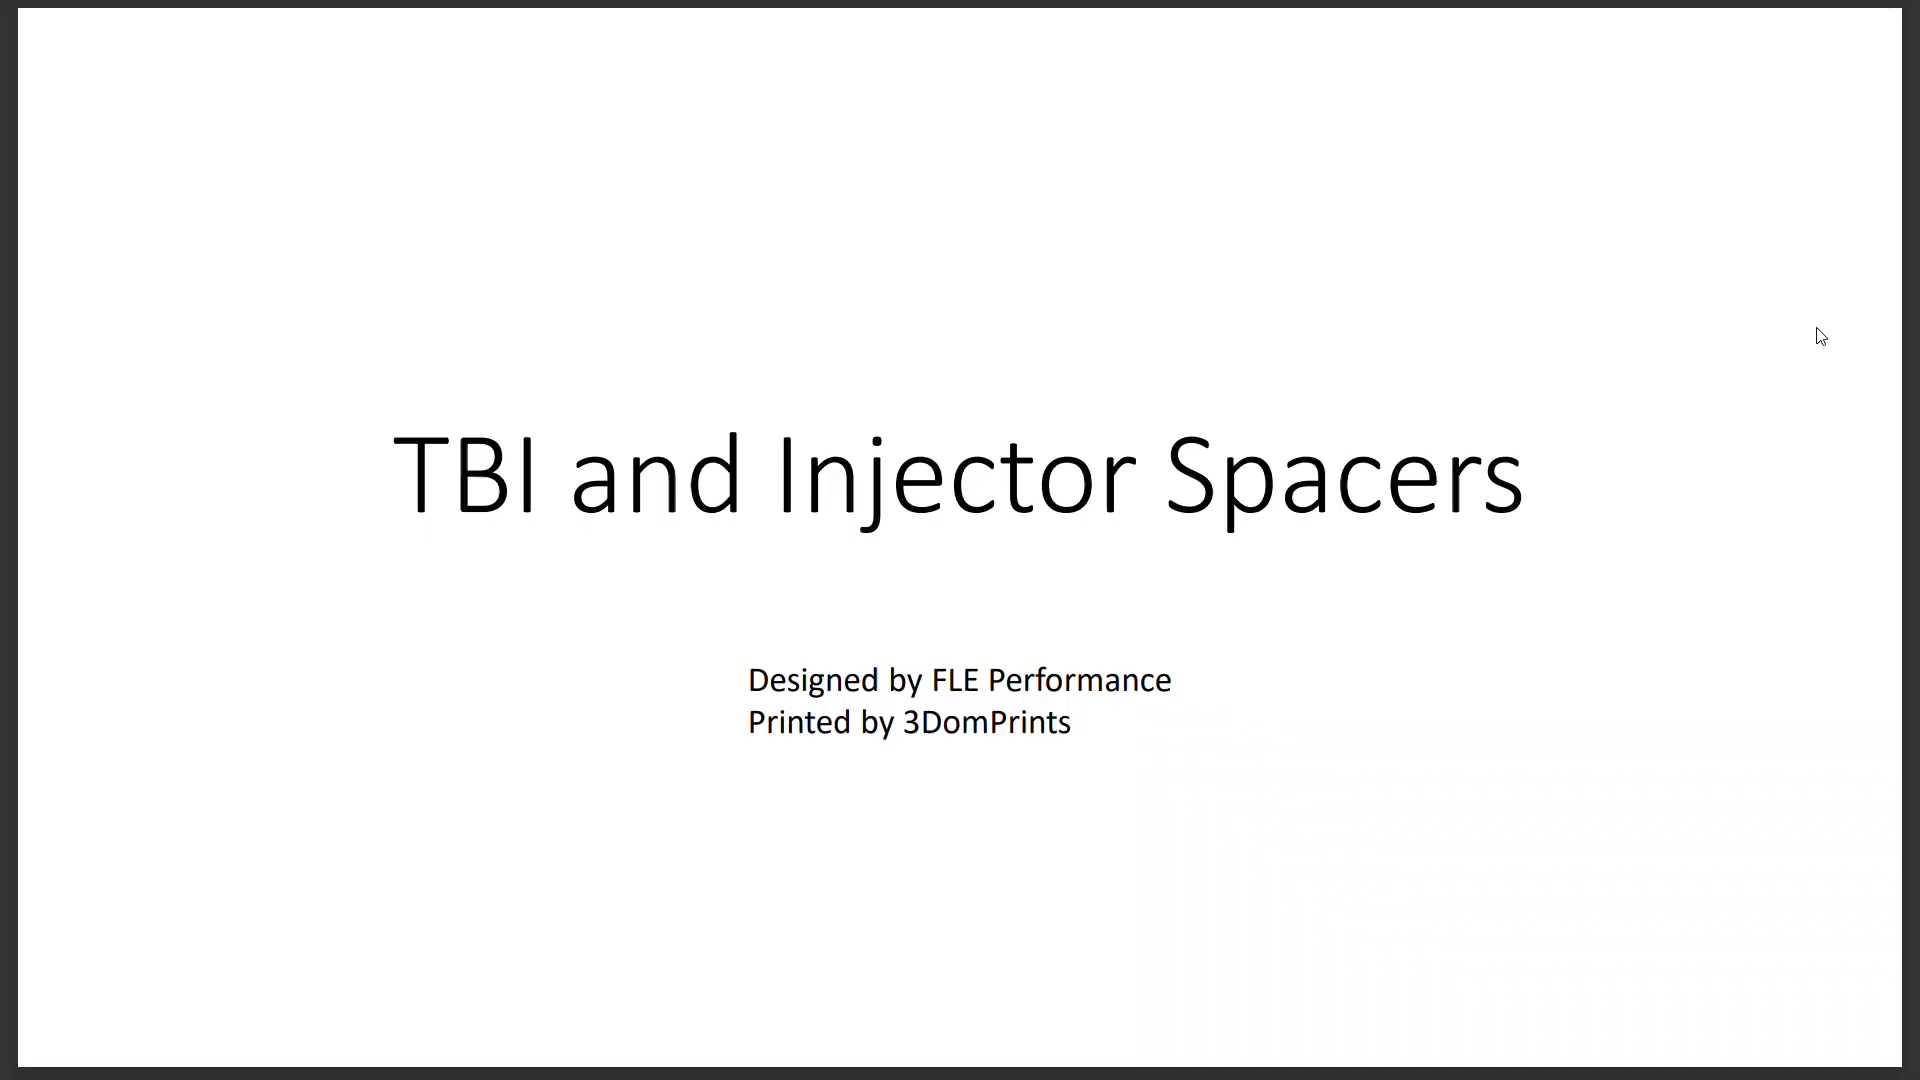 TBI and Injector Spacers
Designed by FLE Performance
Printed by 3DomPrints